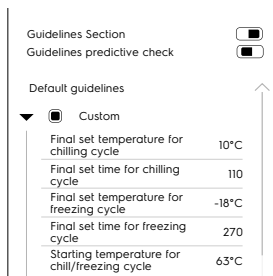 Guidelines Section
Guidelines predictive check
Default guidelines
Custom
Final set temperature for
chilling cycle
10°C
Final set time for chilling
cycle
110
Final set temperature for
freezing cycle
-18°C
Final set time for freezing
cycle
270
Starting temperature for
chill/freezing cycle
63°C